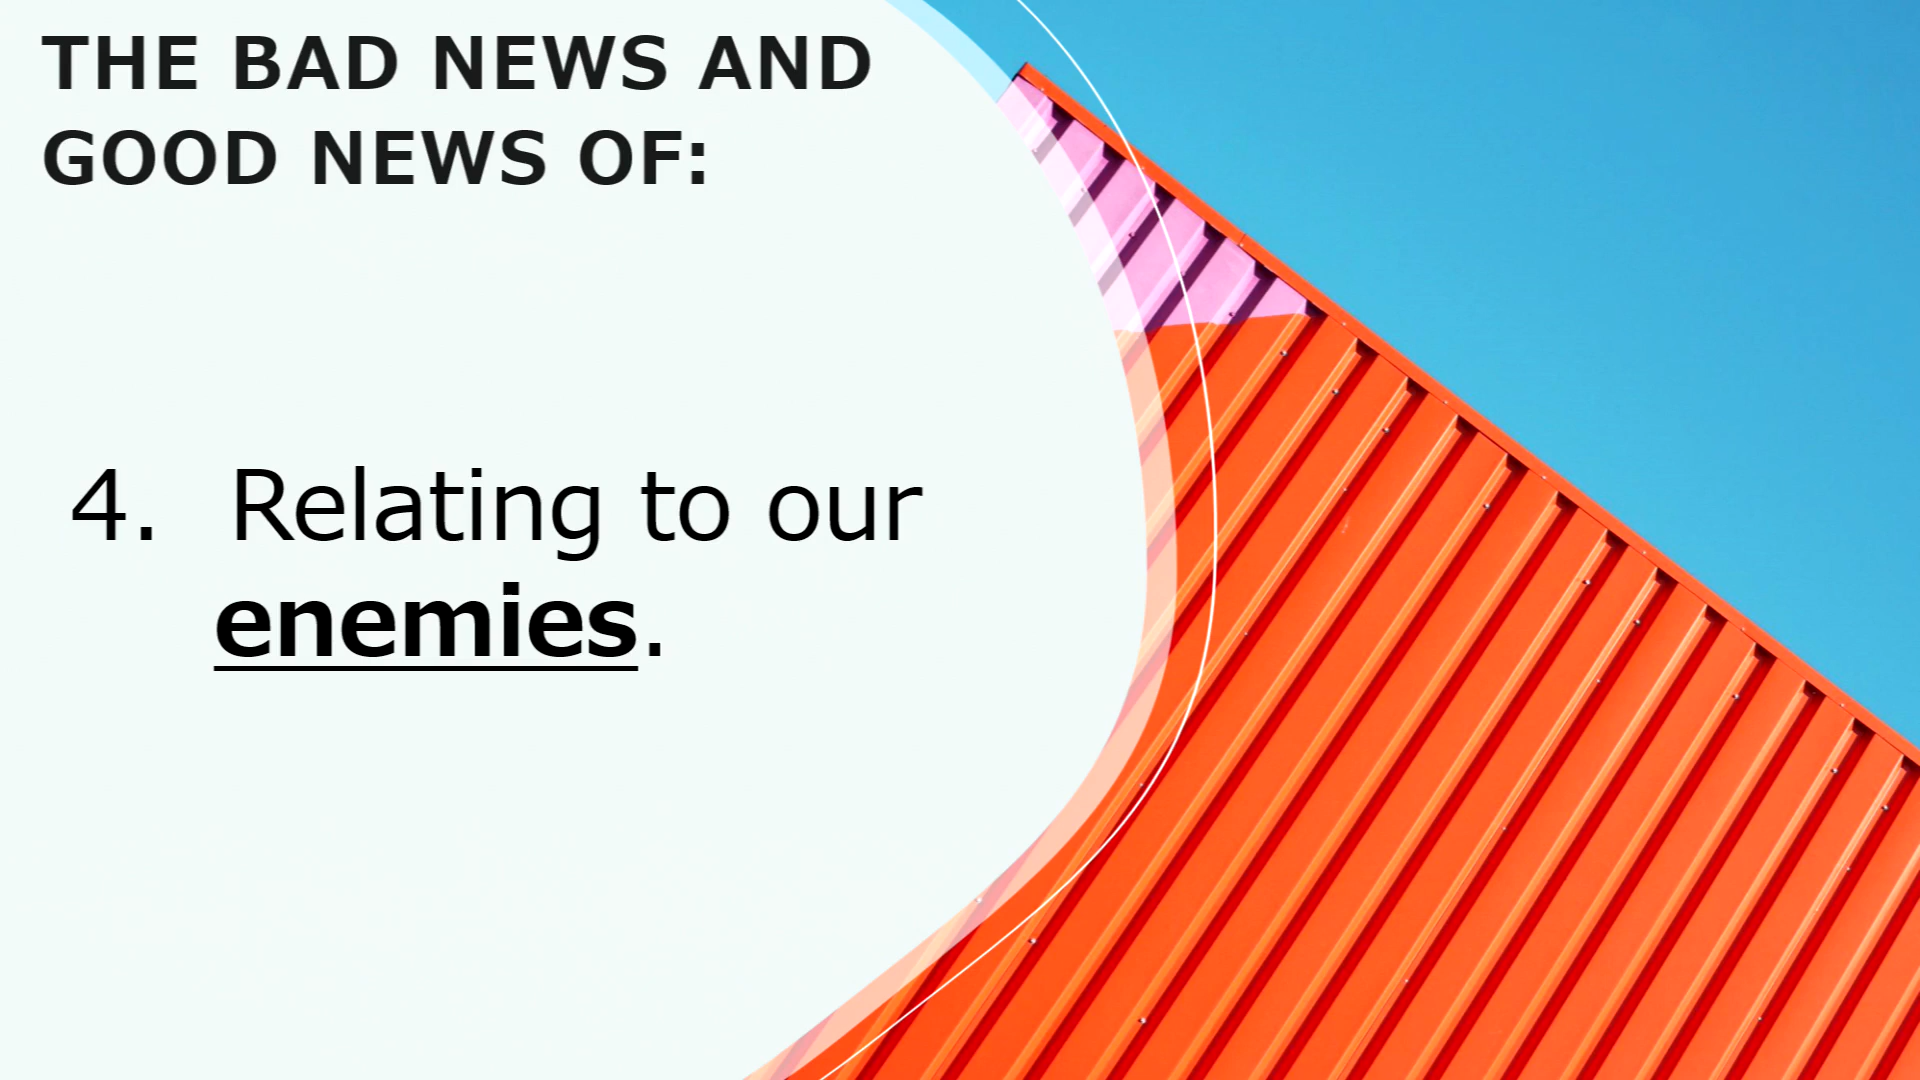 THE BAD NEWS AND
GOOD NEWS OF:
4. Relating to our
enemies.